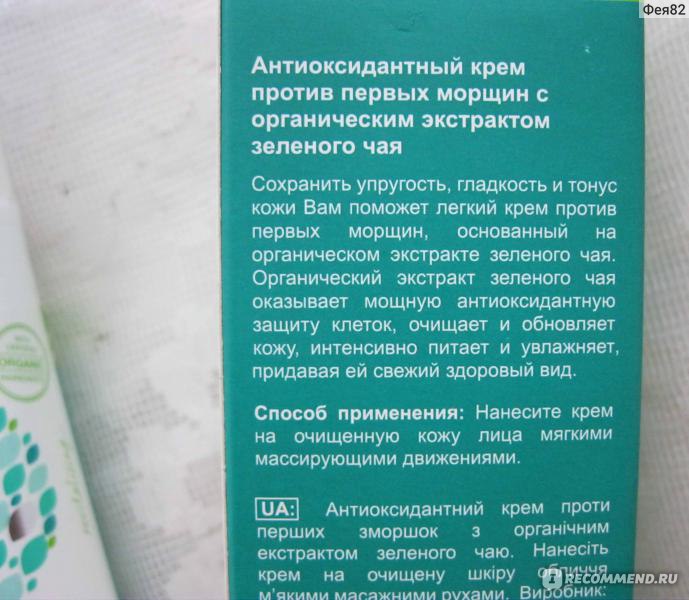 Фея82
Антиоксидантный крем
против первых морщин с
органическим экстрактом
зеленого чая
Сохранить упругость, гладкость и тонус
кожи Вам поможет легкий крем против
первых морщин, основанный на
органическом экстракте зеленого чая.
Органический экстракт зеленого чая
оказывает мощную антиоксидантную
защиту клеток, очищает и обновляет
кожу, интенсивно питает и увлажняет,
придавая ей свежий здоровый вид.
Способ применения: Нанесите крем
на очищенную кожу лица мягкими
массирующими движениями.
UA: Антиоксидантний крем проти
перших зморшок з органічним
екстрактом зеленого чаю. Нанесіть
крем на очищену шкіру обличчя
м'якими масажними рухами. Виробник:
ORGANIC
IRECOMMEND.RU